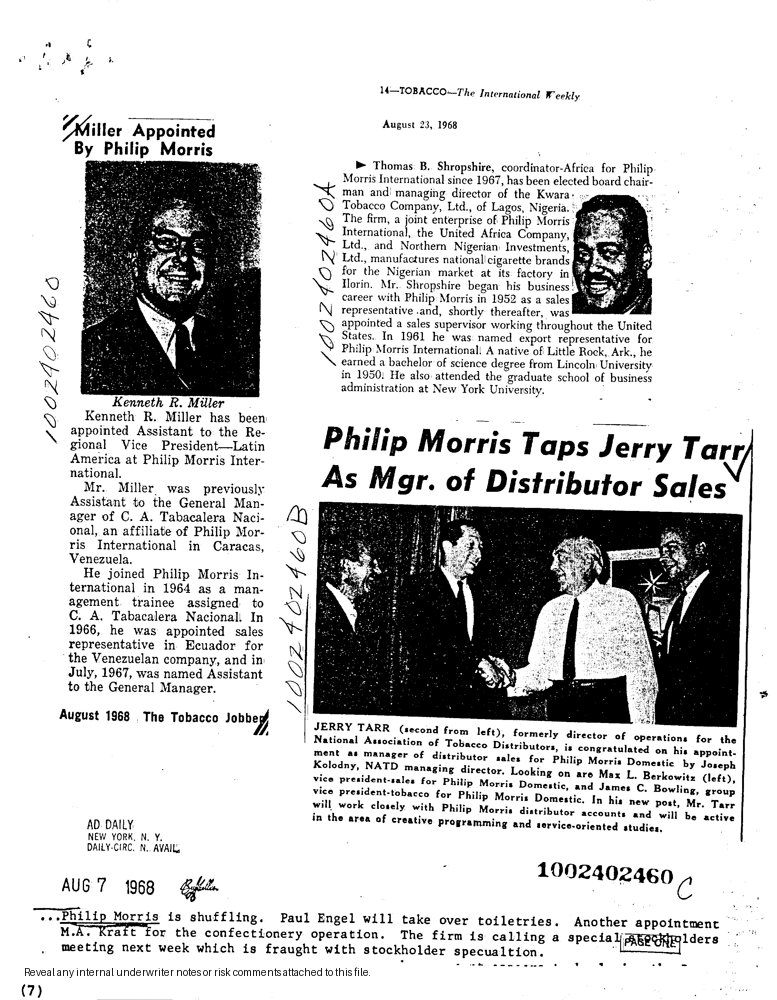 14—TOBACCO—The International Weekly
August 23, 1968
Miller Appointed
By Philip Morris
Kenneth R. Miller
Kenneth R. Miller has been
appointed Assistant to the Re-
gional Vice President—Latin
America at Philip Morris Inter-
national.
Mr. Miller was previously
Assistant to the General Man-
ager of C. A. Tabacalera Naci-
onal, an affiliate of Philip Mor-
ris International in Caracas,
Venezuela.
He joined Philip Morris In-
ternational in 1964 as a man-
agement trainee assigned to
C. A. Tabacalera Nacional. In
1966, he was appointed sales
representative in Ecuador for
the Venezuelan company, and in
July, 1967, was named Assistant
to the General Manager.
August 1968 The Tobacco Jobber
1002402460
► Thomas B. Shropshire, coordinator-Africa for Philip
Morris International since 1967, has been elected board chair-
man and managing director of the Kwara
Tobacco Company, Ltd., of Lagos, Nigeria.
The firm, a joint enterprise of Philip Morris
International, the United Africa Company,
Ltd., and Northern Nigerian Investments,
Ltd., manufactures national cigarette brands
for the Nigerian market at its factory in
Ilorin. Mr. Shropshire began his business
career with Philip Morris in 1952 as a sales
representative and, shortly thereafter, was
appointed a sales supervisor working throughout the United
States. In 1961 he was named export representative for
Philip Morris International. A native of Little Rock, Ark., he
earned a bachelor of science degree from Lincoln University
in 1950. He also attended the graduate school of business
administration at New York University.
1002402460A
Philip Morris Taps Jerry Tarr
As Mgr. of Distributor Sales
1002402460B
JERRY TARR (second from left), formerly director of operations for the
National Association of Tobacco Distributors, is congratulated on his appoint-
ment as manager of distributor sales for Philip Morris Domestic by Joseph
Kolodny, NATD managing director. Looking on are Max L. Berkowitz (left),
vice president-sales for Philip Morris Domestic, and James C. Bowling, group
vice president-tobacco for Philip Morris Domestic. In his new post, Mr. Tarr
will work closely with Philip Morris distributor accounts and will be active
in the area of creative programming and service-oriented studies.
AD DAILY
NEW YORK, N. Y.
DAILY-CIRC. N. AVAIL.
AUG 7 1968
1002402460 C
...Philip Morris is shuffling. Paul Engel will take over toiletries. Another appointment
M.A. Kraft for the confectionery operation. The firm is calling a special
PAGE ONE
meeting next week which is fraught with stockholder specualtion.
Reveal any internal underwriter notes or risk comments attached to this file.
(7)